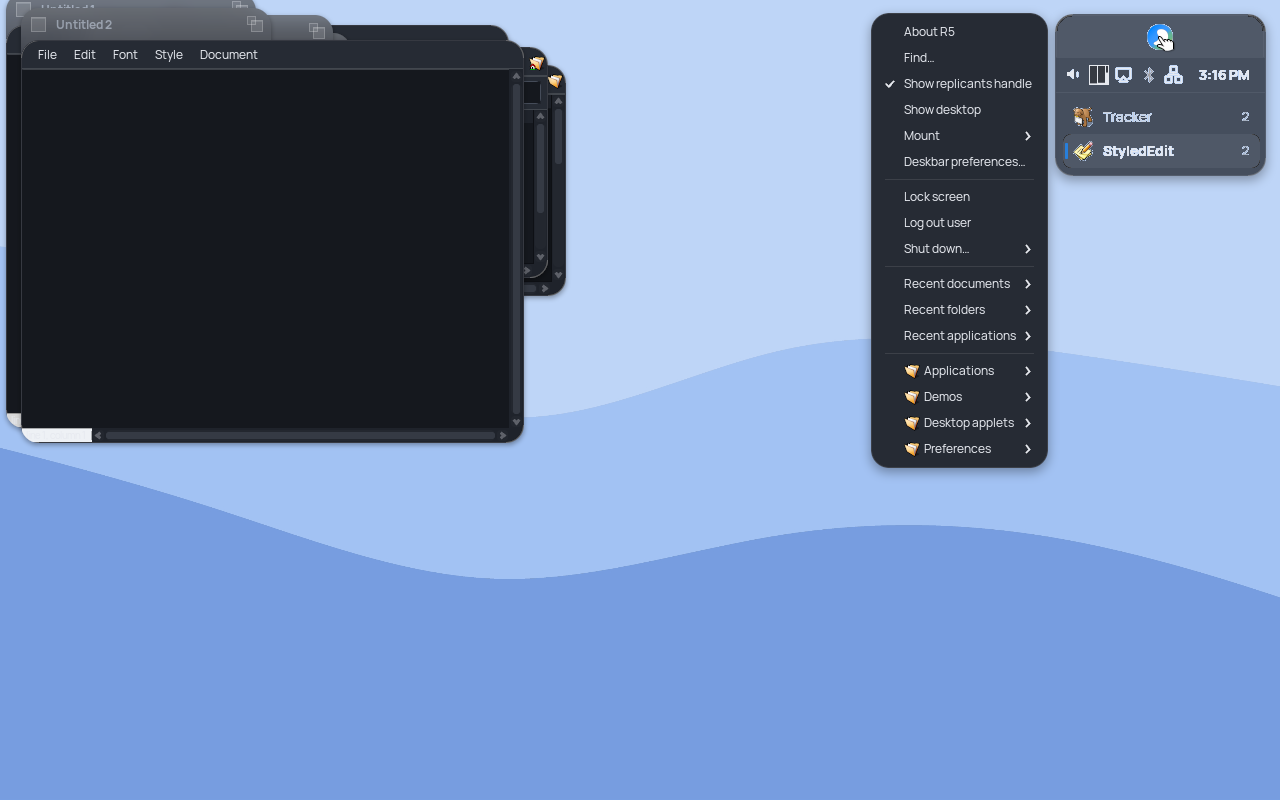 Untitled 1
Untitled 2
File Edit Font Style Document
About R5
Find...
Show replicants handle
Show desktop
Mount
Deskbar preferences...
Lock screen
Log out user
Shut down...
Recent documents
Recent folders
Recent applications
Applications
Demos
Desktop applets
Preferences
3:16 PM
Tracker 2
StyledEdit 2